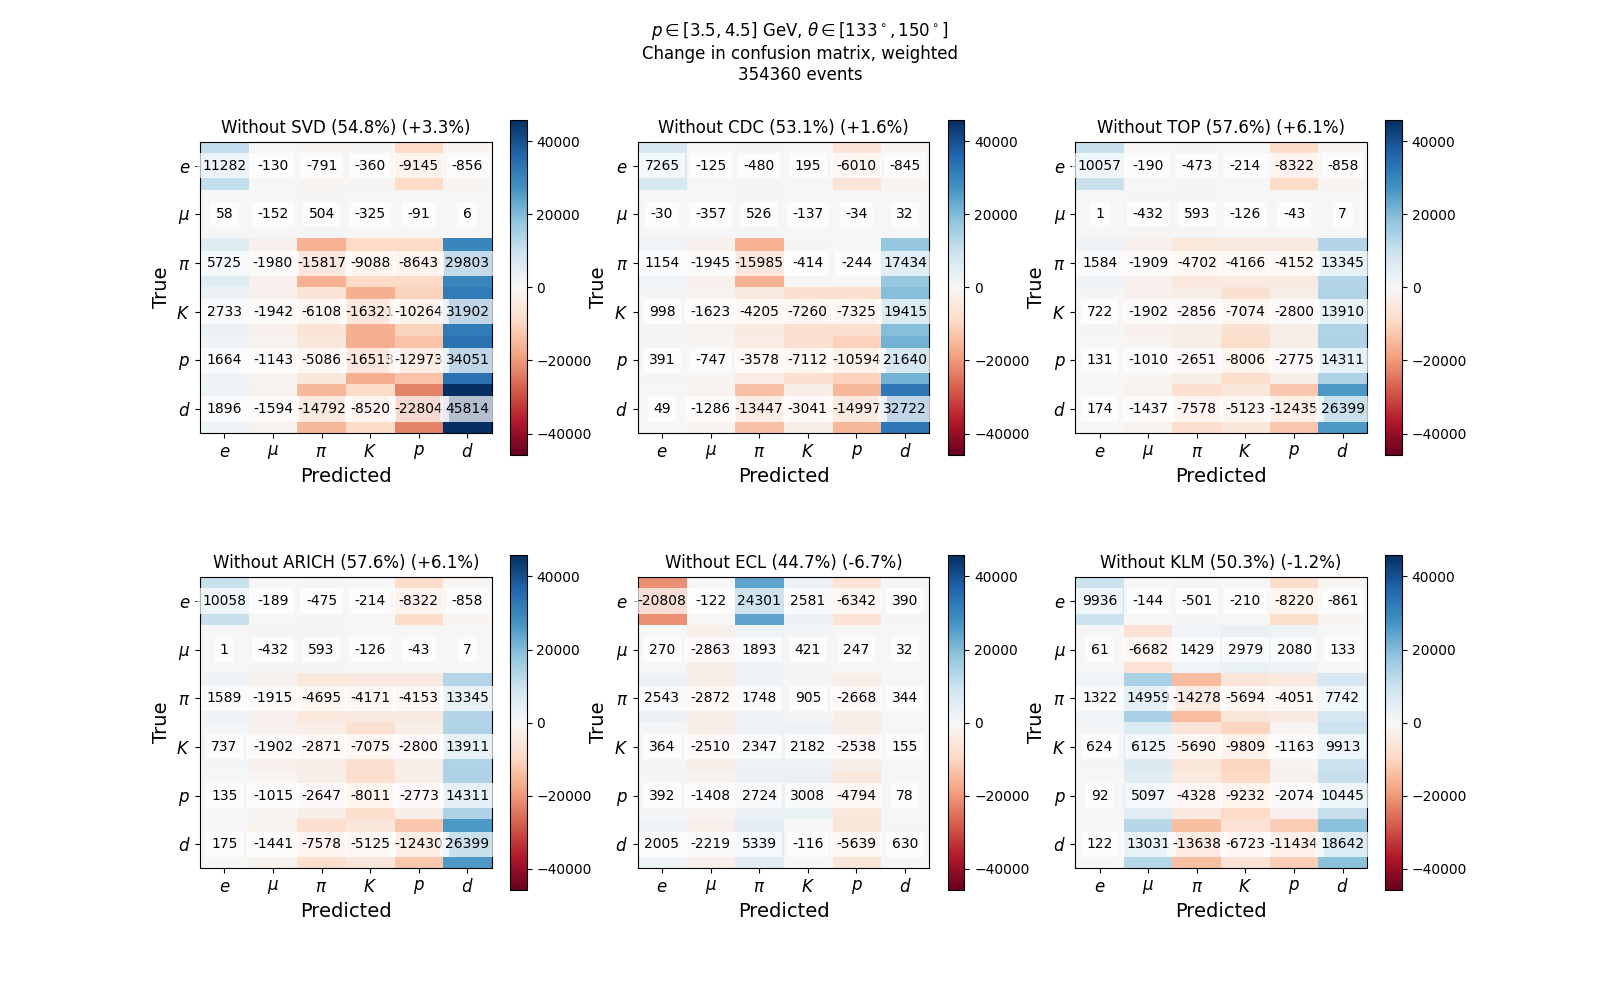 p ∈ [3.5, 4.5] GeV, θ ∈ [133°, 150°]
Change in confusion matrix, weighted
354360 events
Without SVD (54.8%) (+3.3%)
e 11282 -130 -791 -360 -9145 -856
μ 58 -152 504 -325 -91 6
π 5725 -1980 -15817 -9088 -8643 29803
K 2733 -1942 -6108 -16321 -10264 31902
p 1664 -1143 -5086 -16513 -12973 34051
d 1896 -1594 -14792 -8520 -22804 45814
e μ π K p d
True
Predicted
40000
20000
0
−20000
−40000
Without CDC (53.1%) (+1.6%)
e 7265 -125 -480 195 -6010 -845
μ -30 -357 526 -137 -34 32
π 1154 -1945 -15985 -414 -244 17434
K 998 -1623 -4205 -7260 -7325 19415
p 391 -747 -3578 -7112 -10594 21640
d 49 -1286 -13447 -3041 -14997 32722
e μ π K p d
True
Predicted
40000
20000
0
−20000
−40000
Without TOP (57.6%) (+6.1%)
e 10057 -190 -473 -214 -8322 -858
μ 1 -432 593 -126 -43 7
π 1584 -1909 -4702 -4166 -4152 13345
K 722 -1902 -2856 -7074 -2800 13910
p 131 -1010 -2651 -8006 -2775 14311
d 174 -1437 -7578 -5123 -12435 26399
e μ π K p d
True
Predicted
40000
20000
0
−20000
−40000
Without ARICH (57.6%) (+6.1%)
e 10058 -189 -475 -214 -8322 -858
μ 1 -432 593 -126 -43 7
π 1589 -1915 -4695 -4171 -4153 13345
K 737 -1902 -2871 -7075 -2800 13911
p 135 -1015 -2647 -8011 -2773 14311
d 175 -1441 -7578 -5125 -12430 26399
e μ π K p d
True
Predicted
40000
20000
0
−20000
−40000
Without ECL (44.7%) (-6.7%)
e -20808 -122 24301 2581 -6342 390
μ 270 -2863 1893 421 247 32
π 2543 -2872 1748 905 -2668 344
K 364 -2510 2347 2182 -2538 155
p 392 -1408 2724 3008 -4794 78
d 2005 -2219 5339 -116 -5639 630
e μ π K p d
True
Predicted
40000
20000
0
−20000
−40000
Without KLM (50.3%) (-1.2%)
e 9936 -144 -501 -210 -8220 -861
μ 61 -6682 1429 2979 2080 133
π 1322 14959 -14278 -5694 -4051 7742
K 624 6125 -5690 -9809 -1163 9913
p 92 5097 -4328 -9232 -2074 10445
d 122 13031 -13638 -6723 -11434 18642
e μ π K p d
True
Predicted
40000
20000
0
−20000
−40000